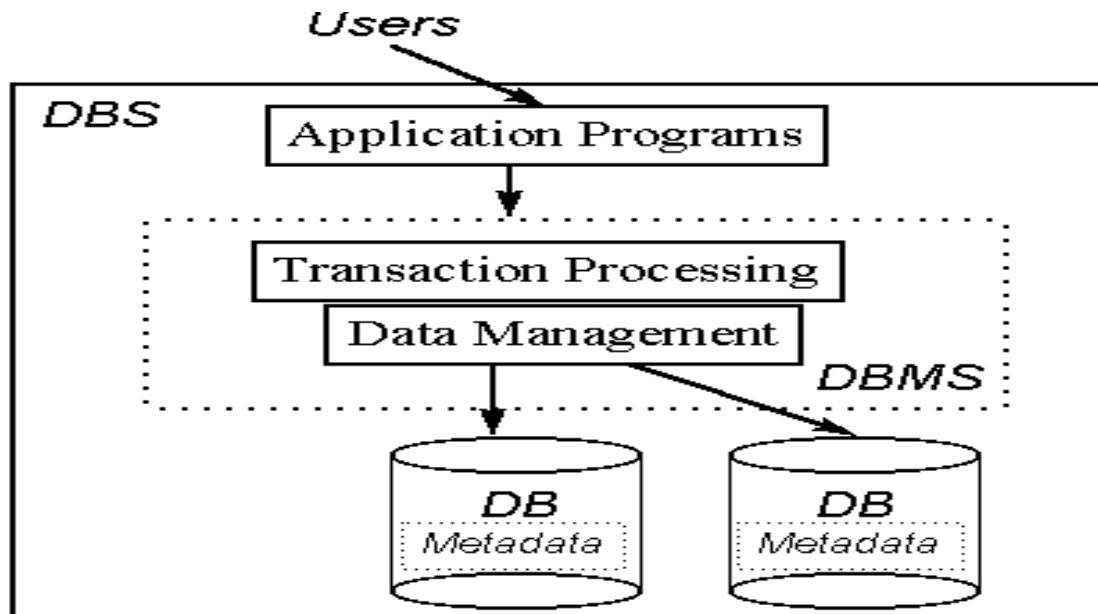 Users
DBS
Application Programs
Transaction Processing
Data Management
DBMS
DB
Metadata
DB
Metadata